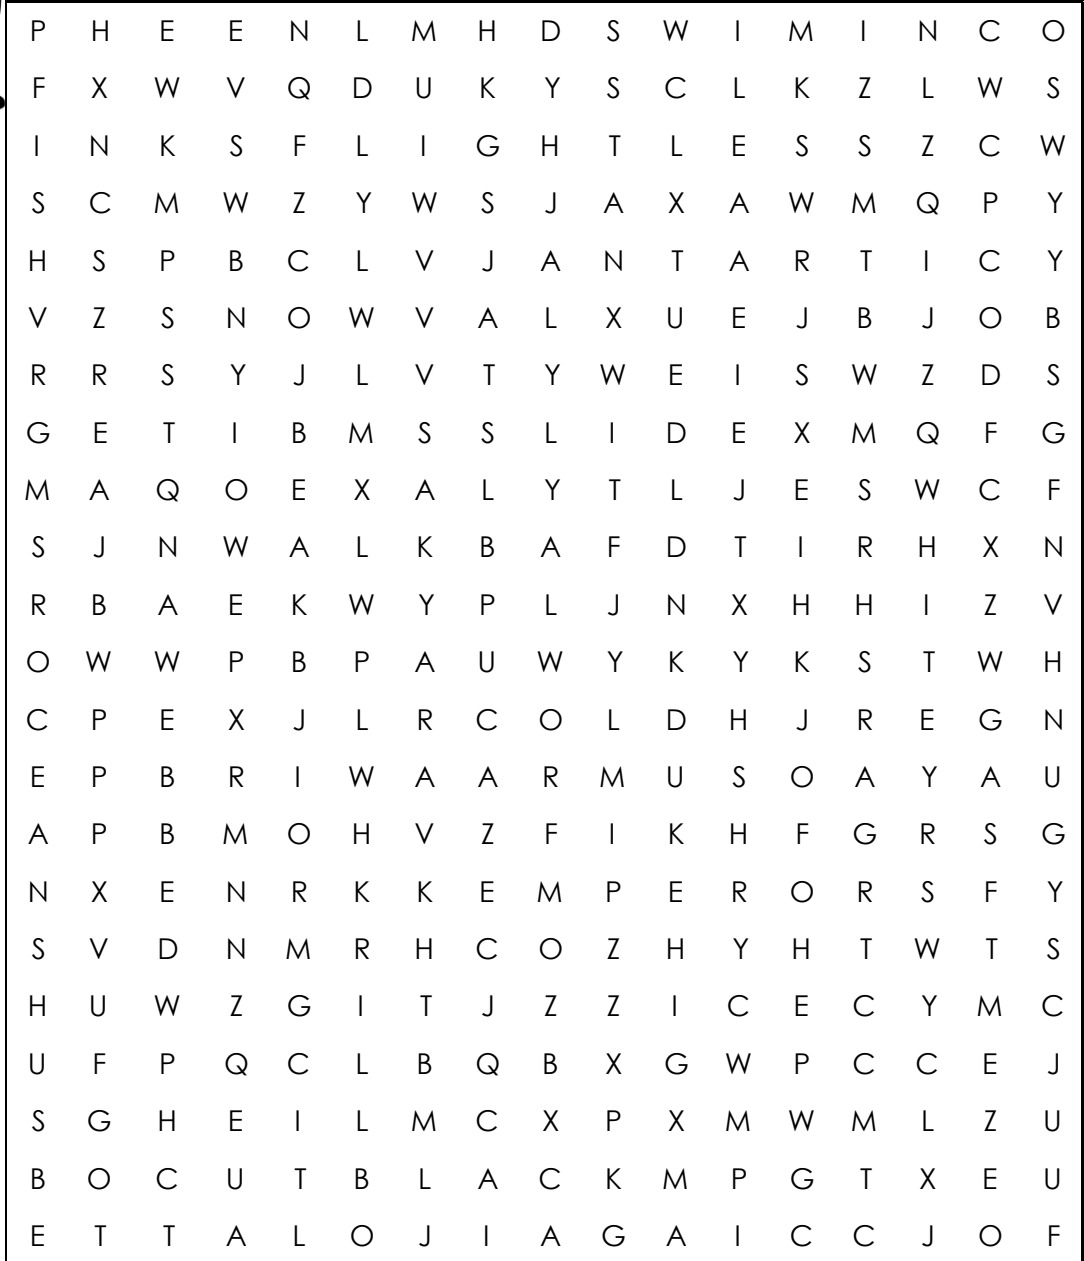 P H E E N L M H D S W I M I N C O
F X W V Q D U K Y S C L K Z L W S
I N K S F L I G H T L E S S Z C W
S C M W Z Y W S J A X A W M Q P Y
H S P B C L V J A N T A R T I C Y
V Z S N O W V A L X U E J B J O B
R R S Y J L V T Y W E I S W Z D S
G E T I B M S S L I D E X M Q F G
M A Q O E X A L Y T L J E S W C F
S J N W A L K B A F D T I R H X N
R B A E K W Y P L J N X H H I Z V
O W W P B P A U W Y K Y K S T W H
C P E X J L R C O L D H J R E G N
E P B R I W A A R M U S O A Y A U
A P B M O H V Z F I K H F G R S G
N X E N R K K E M P E R O R S F Y
S V D N M R H C O Z H Y H T W T S
H U W Z G I T J Z Z I C E C Y M C
U F P Q C L B Q B X G W P C C E J
S G H E I L M C X P X M W M L Z U
B O C U T B L A C K M P G T X E U
E T T A L O J I A G A I C C J O F